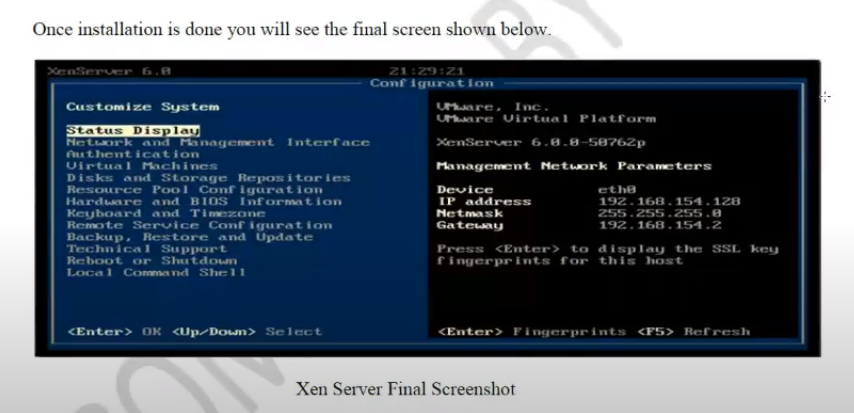 Once installation is done you will see the final screen shown below.
XenServer 6.0 21:29:21
Configuration
Customize System
Status Display
Network and Management Interface
Authentication
Virtual Machines
Disks and Storage Repositories
Resource Pool Configuration
Hardware and BIOS Information
Keyboard and Timezone
Remote Service Configuration
Backup, Restore and Update
Technical Support
Reboot or Shutdown
Local Command Shell
<Enter> OK <Up/Down> Select
VMware, Inc.
VMware Virtual Platform
XenServer 6.0.0-50762p
Management Network Parameters
Device eth0
IP address 192.168.154.128
Netmask 255.255.255.0
Gateway 192.168.154.2
Press <Enter> to display the SSL key
fingerprints for this host
<Enter> Fingerprints <F5> Refresh
Xen Server Final Screenshot